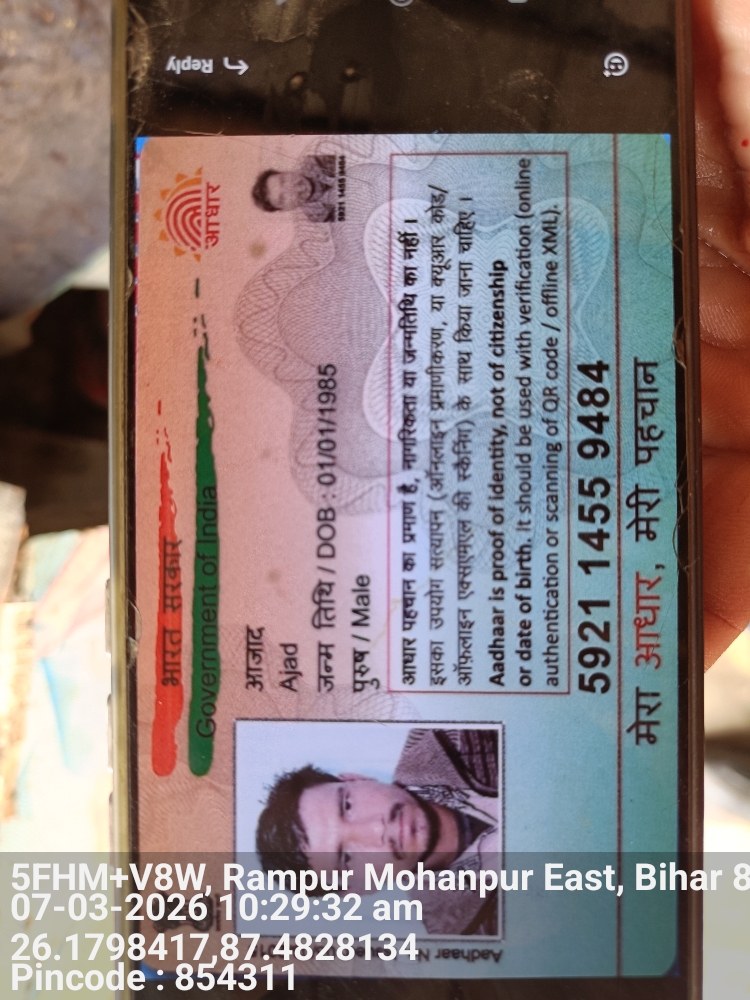 Reply
भारत सरकार
Government of India
आधार
आजाद
Ajad
जन्म तिथि / DOB : 01/01/1985
पुरुष / Male
5921 1455 9484
आधार पहचान का प्रमाण है, नागरिकता या जन्मतिथि का नहीं ।
इसका उपयोग सत्यापन (ऑनलाइन प्रमाणीकरण, या क्यूआर कोड/
ऑफ़लाइन एक्सएमएल की स्कैनिंग) के साथ किया जाना चाहिए ।
Aadhaar is proof of identity, not of citizenship
or date of birth. It should be used with verification (online
authentication or scanning of QR code / offline XML).
5921 1455 9484
मेरा आधार, मेरी पहचान
5FHM+V8W, Rampur Mohanpur East, Bihar 8
07-03-2026 10:29:32 am
26.1798417,87.4828134
Pincode : 854311